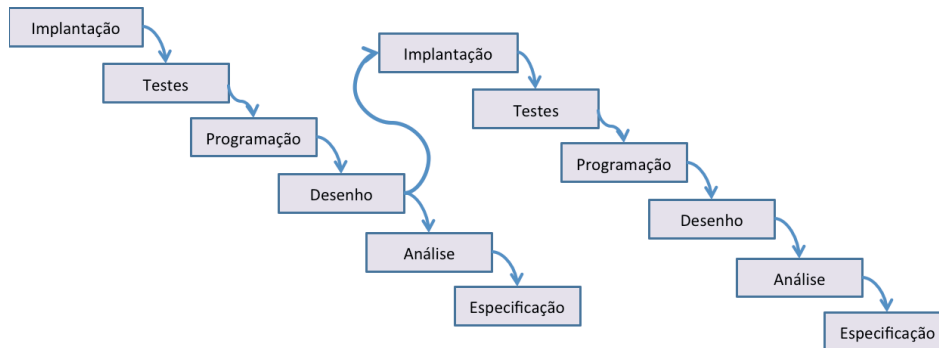 Implantação
Testes
Programação
Desenho
Análise
Especificação
Implantação
Testes
Programação
Desenho
Análise
Especificação